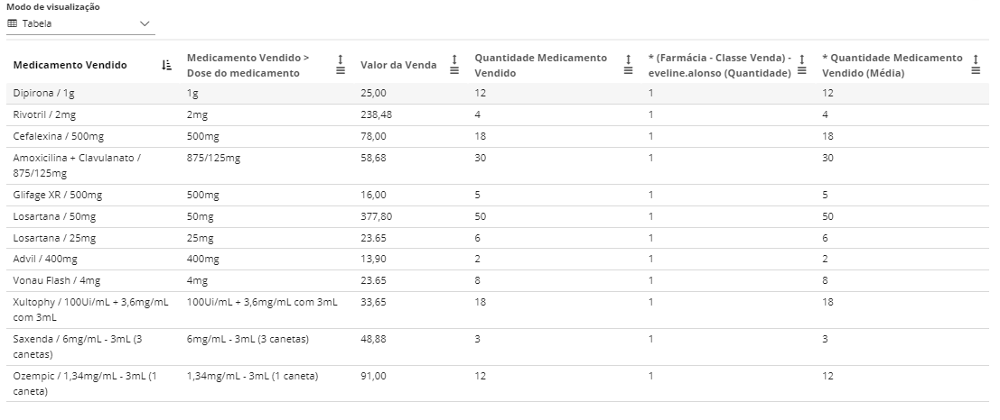 Modo de visualização
Tabela
Medicamento Vendido
Medicamento Vendido >
Dose do medicamento
Valor da Venda
Quantidade Medicamento
Vendido
* (Farmácia - Classe Venda) -
eveline.alonso (Quantidade)
* Quantidade Medicamento
Vendido (Média)
Dipirona / 1g 1g 25,00 12 1 12
Rivotril / 2mg 2mg 238,48 4 1 4
Cefalexina / 500mg 500mg 78,00 18 1 18
Amoxicilina + Clavulanato / 875/125mg 58,68 30 1 30
875/125mg
Glifage XR / 500mg 500mg 16,00 5 1 5
Losartana / 50mg 50mg 377,80 50 1 50
Losartana / 25mg 25mg 23.65 6 1 6
Advil / 400mg 400mg 13,90 2 1 2
Vonau Flash / 4mg 4mg 23.65 8 1 8
Xultophy / 100Ui/mL + 3,6mg/mL 100Ui/mL + 3,6mg/mL com 3mL 33,65 18 1 18
com 3mL
Saxenda / 6mg/mL - 3mL (3 6mg/mL - 3mL (3 canetas) 48,88 3 1 3
canetas)
Ozempic / 1,34mg/mL - 3mL (1 1,34mg/mL - 3mL (1 caneta) 91,00 12 1 12
caneta)